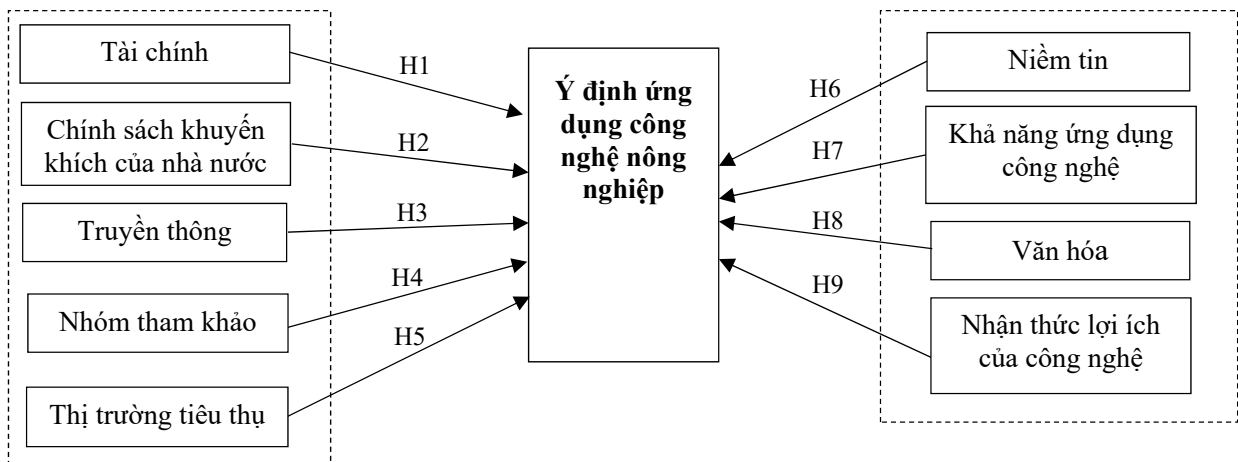 Tài chính
Chính sách khuyến
khích của nhà nước
Truyền thông
Nhóm tham khảo
Thị trường tiêu thụ
H1
H2
H3
H4
H5
Ý định ứng
dụng công
nghệ nông
nghiệp
H6
H7
H8
H9
Niềm tin
Khả năng ứng dụng
công nghệ
Văn hóa
Nhận thức lợi ích
của công nghệ